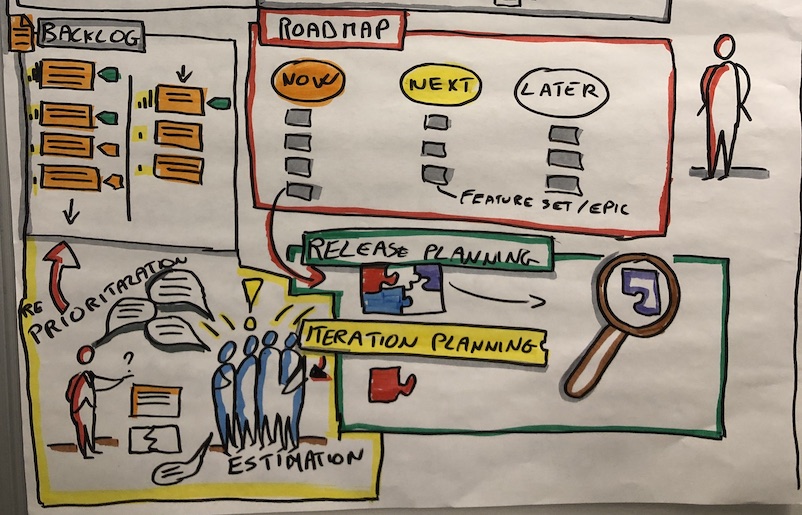 BACKLOG
ROADMAP
NOW
NEXT
LATER
FEATURE SET/EPIC
RELEASE PLANNING
RE
PRIORITARATION
?
!
ITERATION PLANNING
ESTIMATION